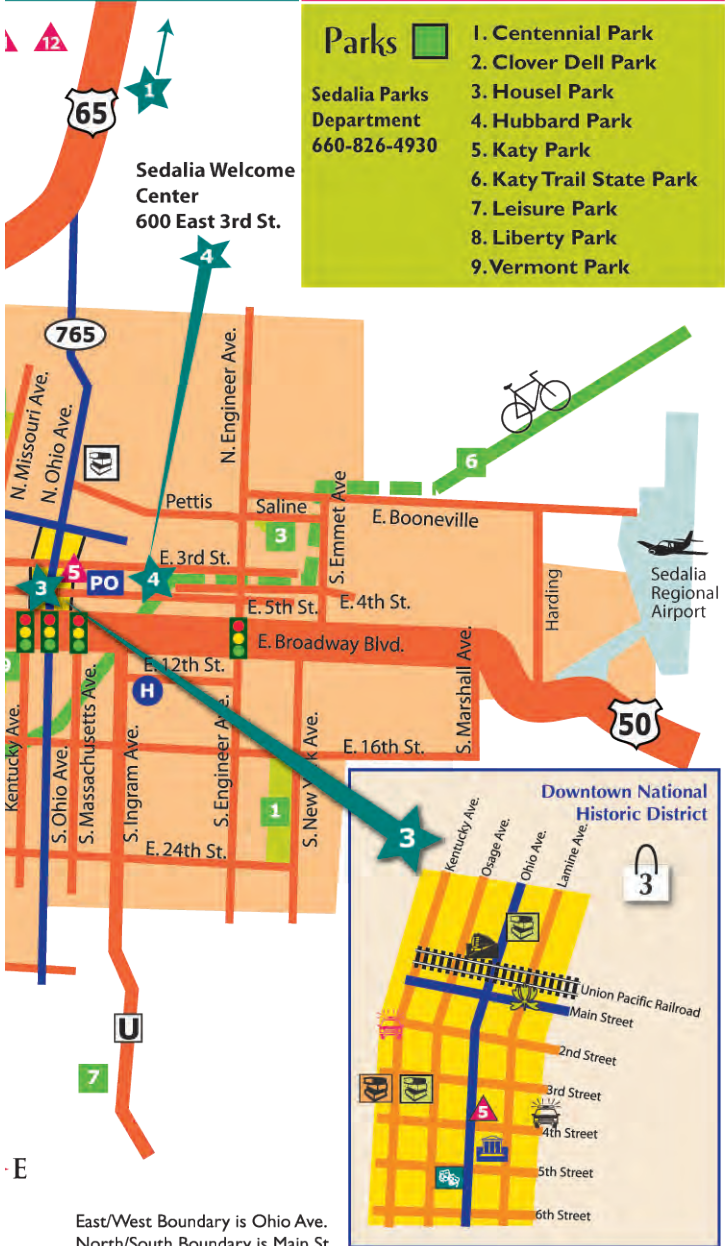 Parks
Sedalia Parks
Department
660-826-4930
1. Centennial Park
2. Clover Dell Park
3. Housel Park
4. Hubbard Park
5. Katy Park
6. Katy Trail State Park
7. Leisure Park
8. Liberty Park
9. Vermont Park
12
1
65
Sedalia Welcome
Center
600 East 3rd St.
4
765
N. Missouri Ave.
N. Ohio Ave.
N. Engineer Ave.
6
Pettis
Saline
3
S. Emmet Ave
E. Booneville
E. 3rd St.
5
PO
4
3
E. 5th St.
E. 4th St.
Harding
Sedalia
Regional
Airport
E. Broadway Blvd.
E. 12th St.
H
S. Marshall Ave.
50
Kentucky Ave.
S. Ohio Ave.
S. Massachusetts Ave.
S. Ingram Ave.
S. Engineer Ave.
S. New York Ave.
E. 16th St.
1
E. 24th St.
U
7
Downtown National
Historic District
3
3
Kentucky Ave.
Osage Ave.
Ohio Ave.
Lamine Ave.
Union Pacific Railroad
Main Street
2nd Street
3rd Street
5
4th Street
5th Street
6th Street
E
East/West Boundary is Ohio Ave.
North/South Boundary is Main St.